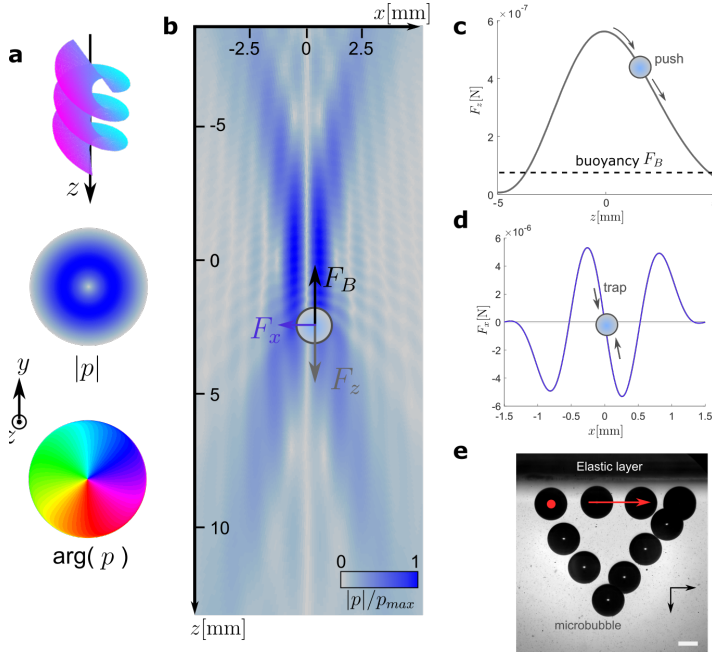 a
z
|p|
y
z
arg( p )
b
x[mm]
-2.5
0
2.5
-5
0
5
10
F_B
F_x
F_z
0
1
|p|/p_max
z[mm]
c
×10^-7
6
4
2
0
F_z[N]
push
buoyancy F_B
-5
0
5
z[mm]
d
×10^-6
6
4
2
0
-2
-4
-6
F_x[N]
trap
-1.5
-1
-0.5
0
0.5
1
1.5
x[mm]
e
Elastic layer
microbubble